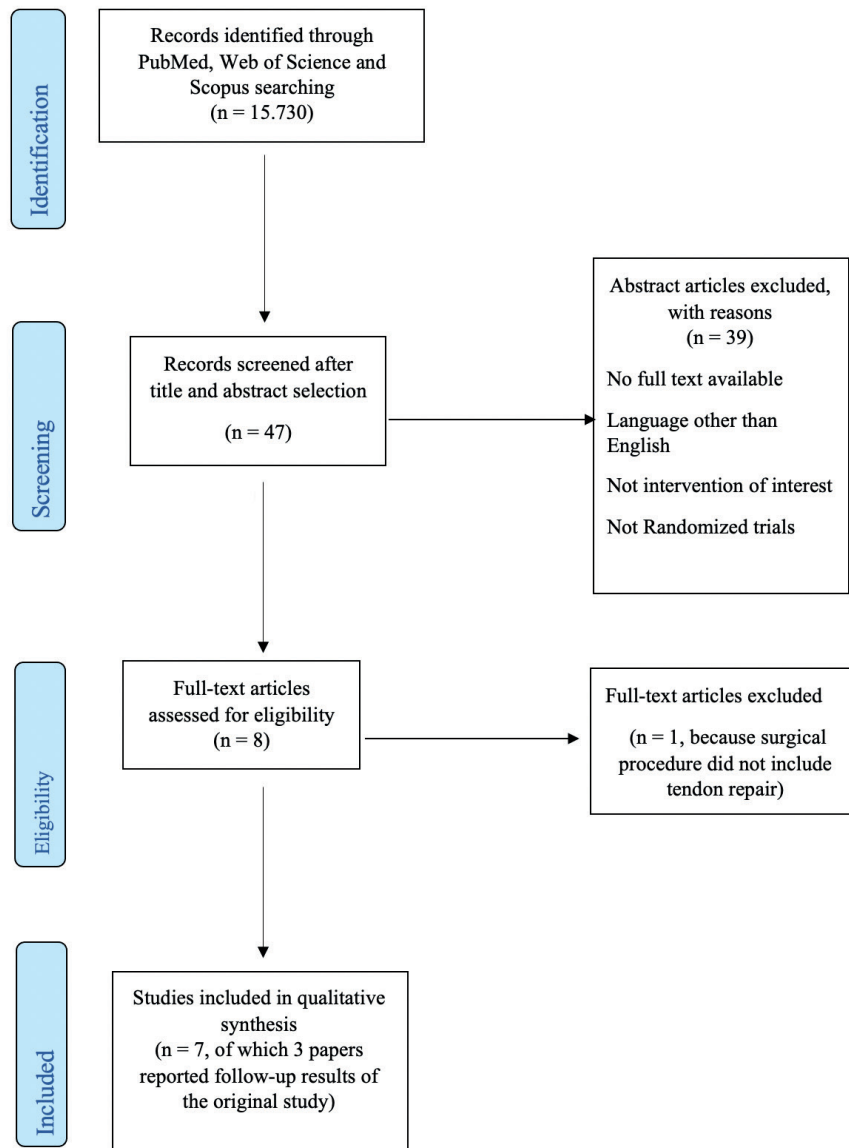 Identification
Records identified through
PubMed, Web of Science and
Scopus searching
(n = 15.730)
Screening
Records screened after
title and abstract selection
(n = 47)
Abstract articles excluded,
with reasons
(n = 39)
No full text available
Language other than
English
Not intervention of interest
Not Randomized trials
Eligibility
Full-text articles
assessed for eligibility
(n = 8)
Full-text articles excluded
(n = 1, because surgical
procedure did not include
tendon repair)
Included
Studies included in qualitative
synthesis
(n = 7, of which 3 papers
reported follow-up results of
the original study)